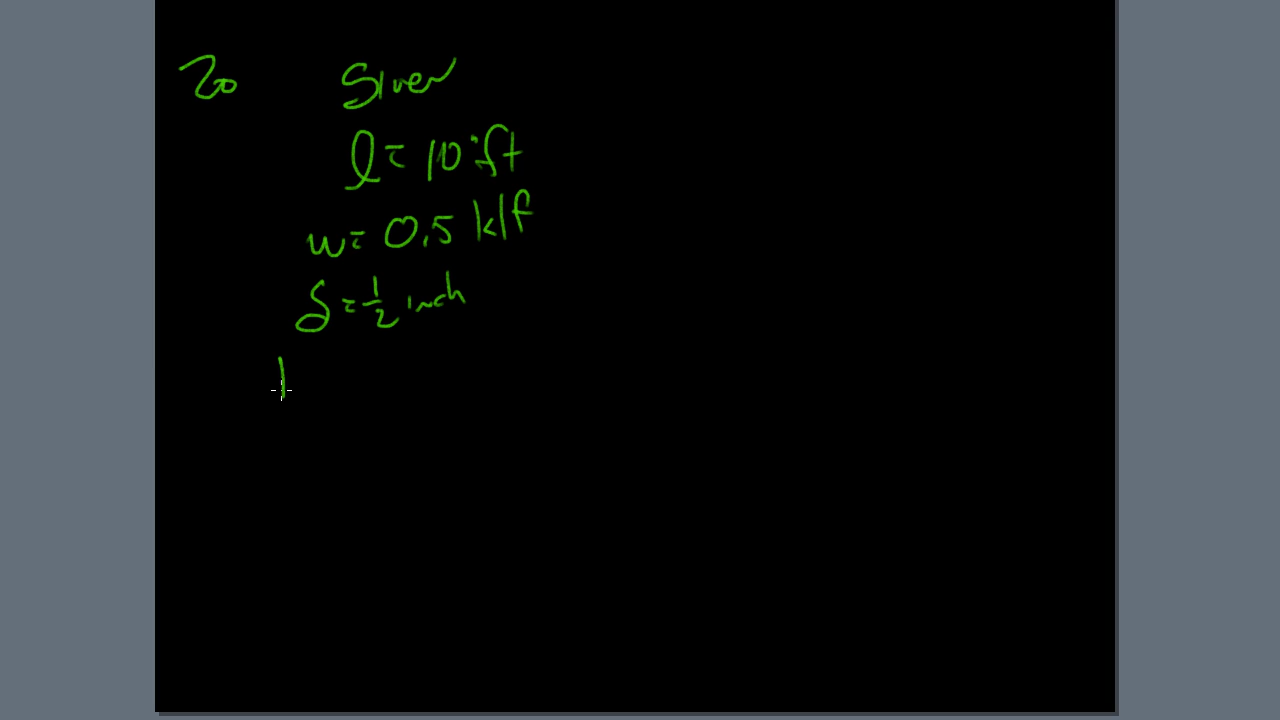 20 Given
l = 10 ft
w = 0.5 klf
δ = 1/2 inch